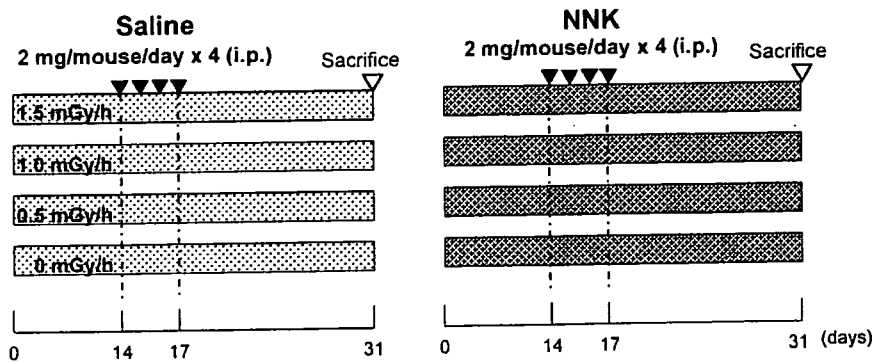 Saline
2 mg/mouse/day x 4 (i.p.)
Sacrifice
1.5 mGy/h
1.0 mGy/h
0.5 mGy/h
0 mGy/h
0 14 17 31
NNK
2 mg/mouse/day x 4 (i.p.)
Sacrifice
0 14 17 31 (days)